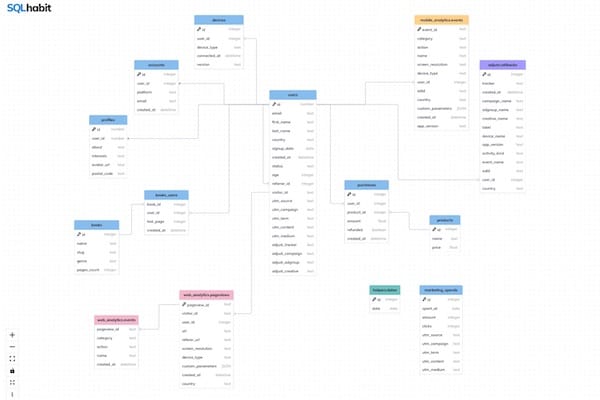 SQLhabit
devices
id integer
user_id integer
device_type text
connected_at datetime
version text
mobile_analytics.events
event_id text
category text
action text
name text
screen_resolution text
device_type text
user_id integer
adid text
country text
custom_parameters JSON
created_at datetime
app_version text
accounts
id integer
user_id integer
platform text
email text
created_at datetime
adjust.callbacks
id integer
tracker text
created_at datetime
campaign_name text
adgroup_name text
creative_name text
label text
device_name text
app_version text
activity_kind text
event_name text
adid text
user_id integer
country text
users
id number
email text
first_name text
last_name text
country text
signup_date date
created_at datetime
status text
age integer
referrer_id integer
visitor_id text
utm_source text
utm_campaign text
utm_term text
utm_content text
utm_medium text
adjust_tracker text
adjust_campaign text
adjust_adgroup text
adjust_creative text
profiles
id number
user_id number
about text
interests text
avatar_url text
postal_code text
purchases
id integer
user_id integer
product_id integer
amount float
refunded boolean
created_at datetime
books_users
book_id integer
user_id integer
last_page integer
created_at datetime
products
id integer
name text
price float
books
id integer
name text
slug text
genre text
pages_count integer
web_analytics.pageviews
pageview_id text
visitor_id text
user_id integer
url text
referer_url text
screen_resolution text
device_type text
custom_parameters JSON
created_at datetime
country text
helpers.dates
id integer
date date
marketing_spends
id integer
spent_at date
amount integer
clicks integer
utm_source text
utm_campaign text
utm_term text
utm_content text
utm_medium text
web_analytics.events
pageview_id text
category text
action text
name text
created_at datetime